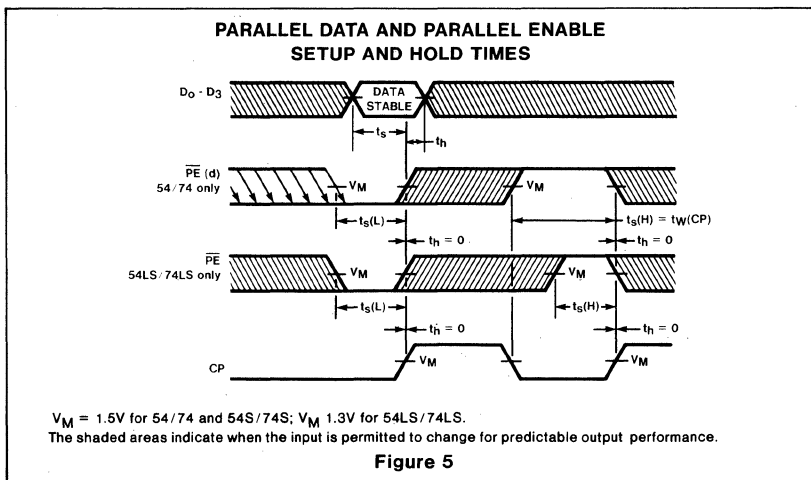 PARALLEL DATA AND PARALLEL ENABLE
SETUP AND HOLD TIMES
D0 - D3
DATA
STABLE
ts
th
PE (d)
54/74 only
VM
VM
ts(L)
ts(H) = tW(CP)
th = 0
th = 0
PE
54LS/74LS only
VM
VM
ts(L)
ts(H)
th = 0
th = 0
CP
VM
VM
VM = 1.5V for 54/74 and 54S/74S; VM 1.3V for 54LS/74LS.
The shaded areas indicate when the input is permitted to change for predictable output performance.
Figure 5